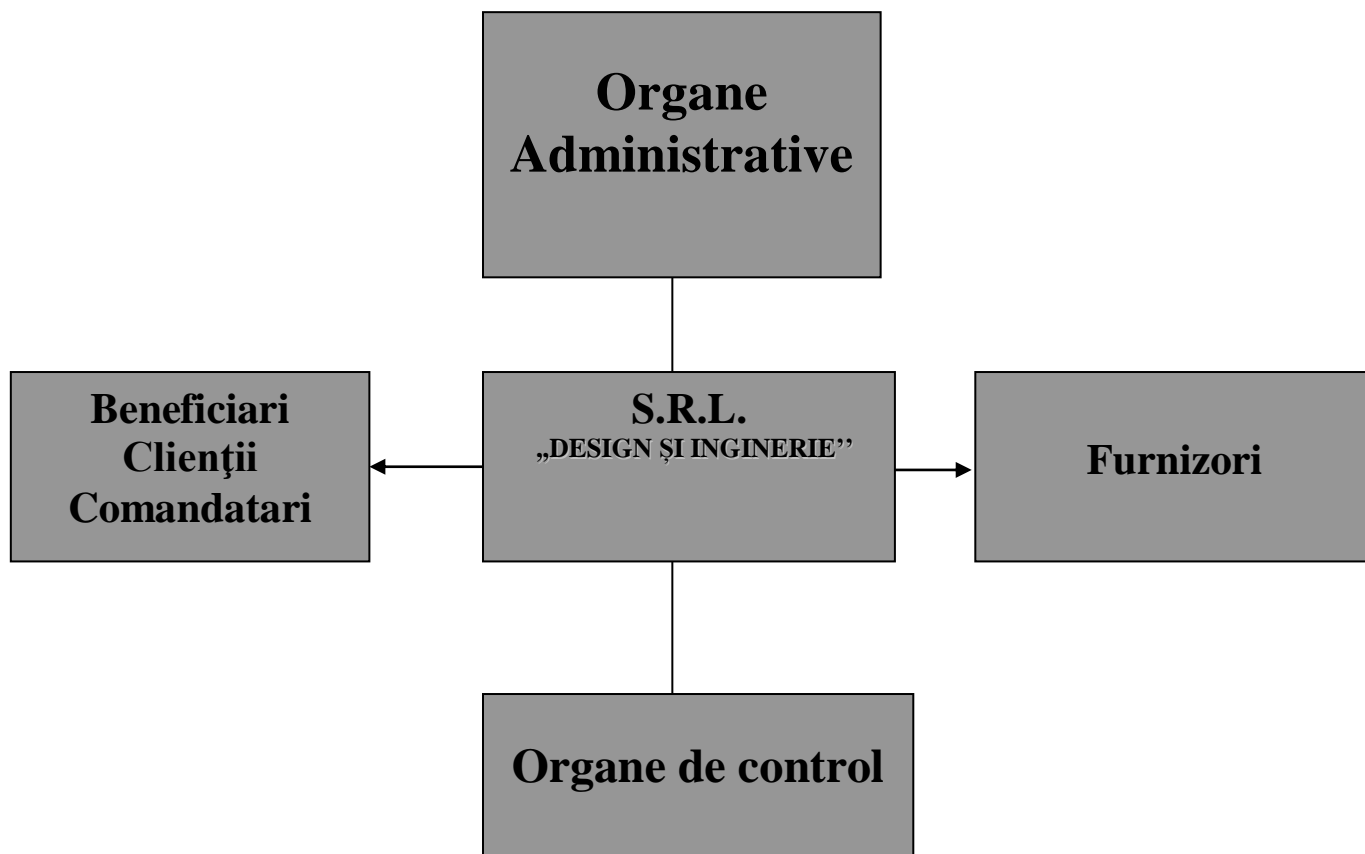 Organe
Administrative
Beneficiari
Clienţii
Comandatari
S.R.L.
„DESIGN ŞI INGINERIE’’
Furnizori
Organe de control